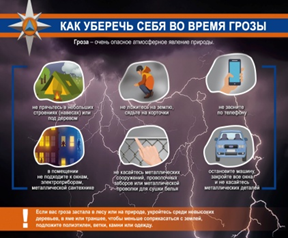 КАК УБЕРЕЧЬ СЕБЯ ВО ВРЕМЯ ГРОЗЫ
Гроза – очень опасное атмосферное явление природы.
не прячьтесь в небольших
строениях (навесах) или
под деревом
не ложитесь на землю,
сядьте на корточки
не звоните
по телефону
в помещении
не подходите к окнам,
электроприборам,
металлической сантехнике
не касайтесь металлических
сооружений, проволочных
заборов или металлической
проволоки для сушки белья
остановите машину,
закройте все окна
и не касайтесь
металлических деталей
!
Если вас гроза застала в лесу или на природе, укройтесь среди невысоких
деревьев, в яме или траншее, чтобы меньше соприкасаться с землей,
подложите полиэтилен, ветки, камни или одежду.